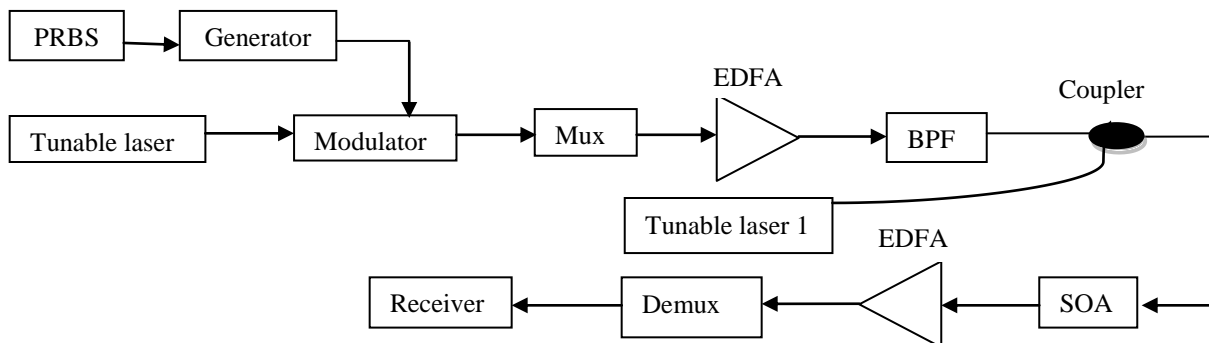 PRBS
Generator
EDFA
Coupler
Tunable laser
Modulator
Mux
BPF
Tunable laser 1
EDFA
Receiver
Demux
SOA